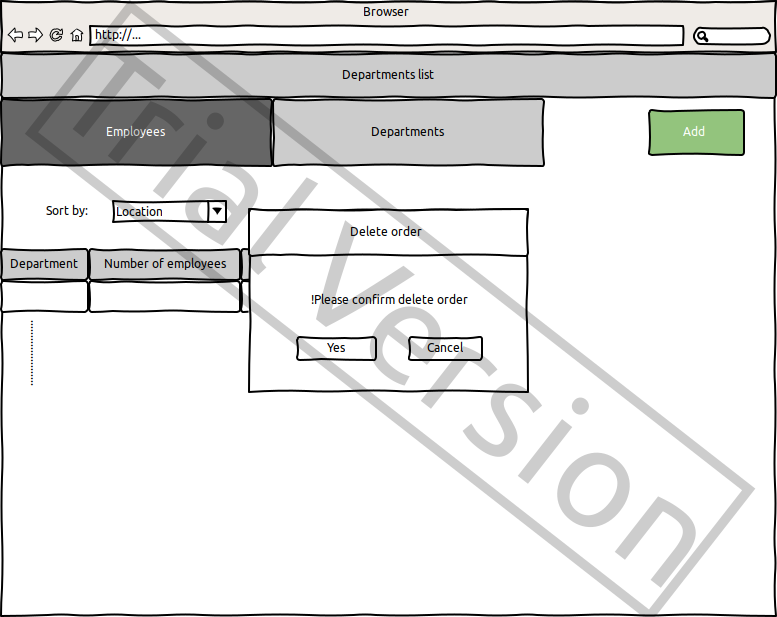 Browser
http://...
Departments list
Employees
Departments
Add
Sort by:
Location
Delete order
Department
Number of employees
!Please confirm delete order
Yes
Cancel
Trial Version